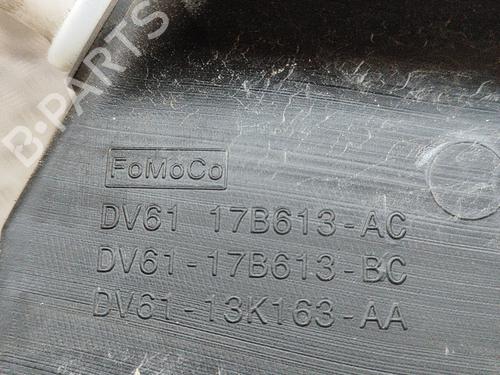 FoMoCo
DV61 17B613-AC
DV61-17B613-BC
DV61-13K163-AA
B-PARTS